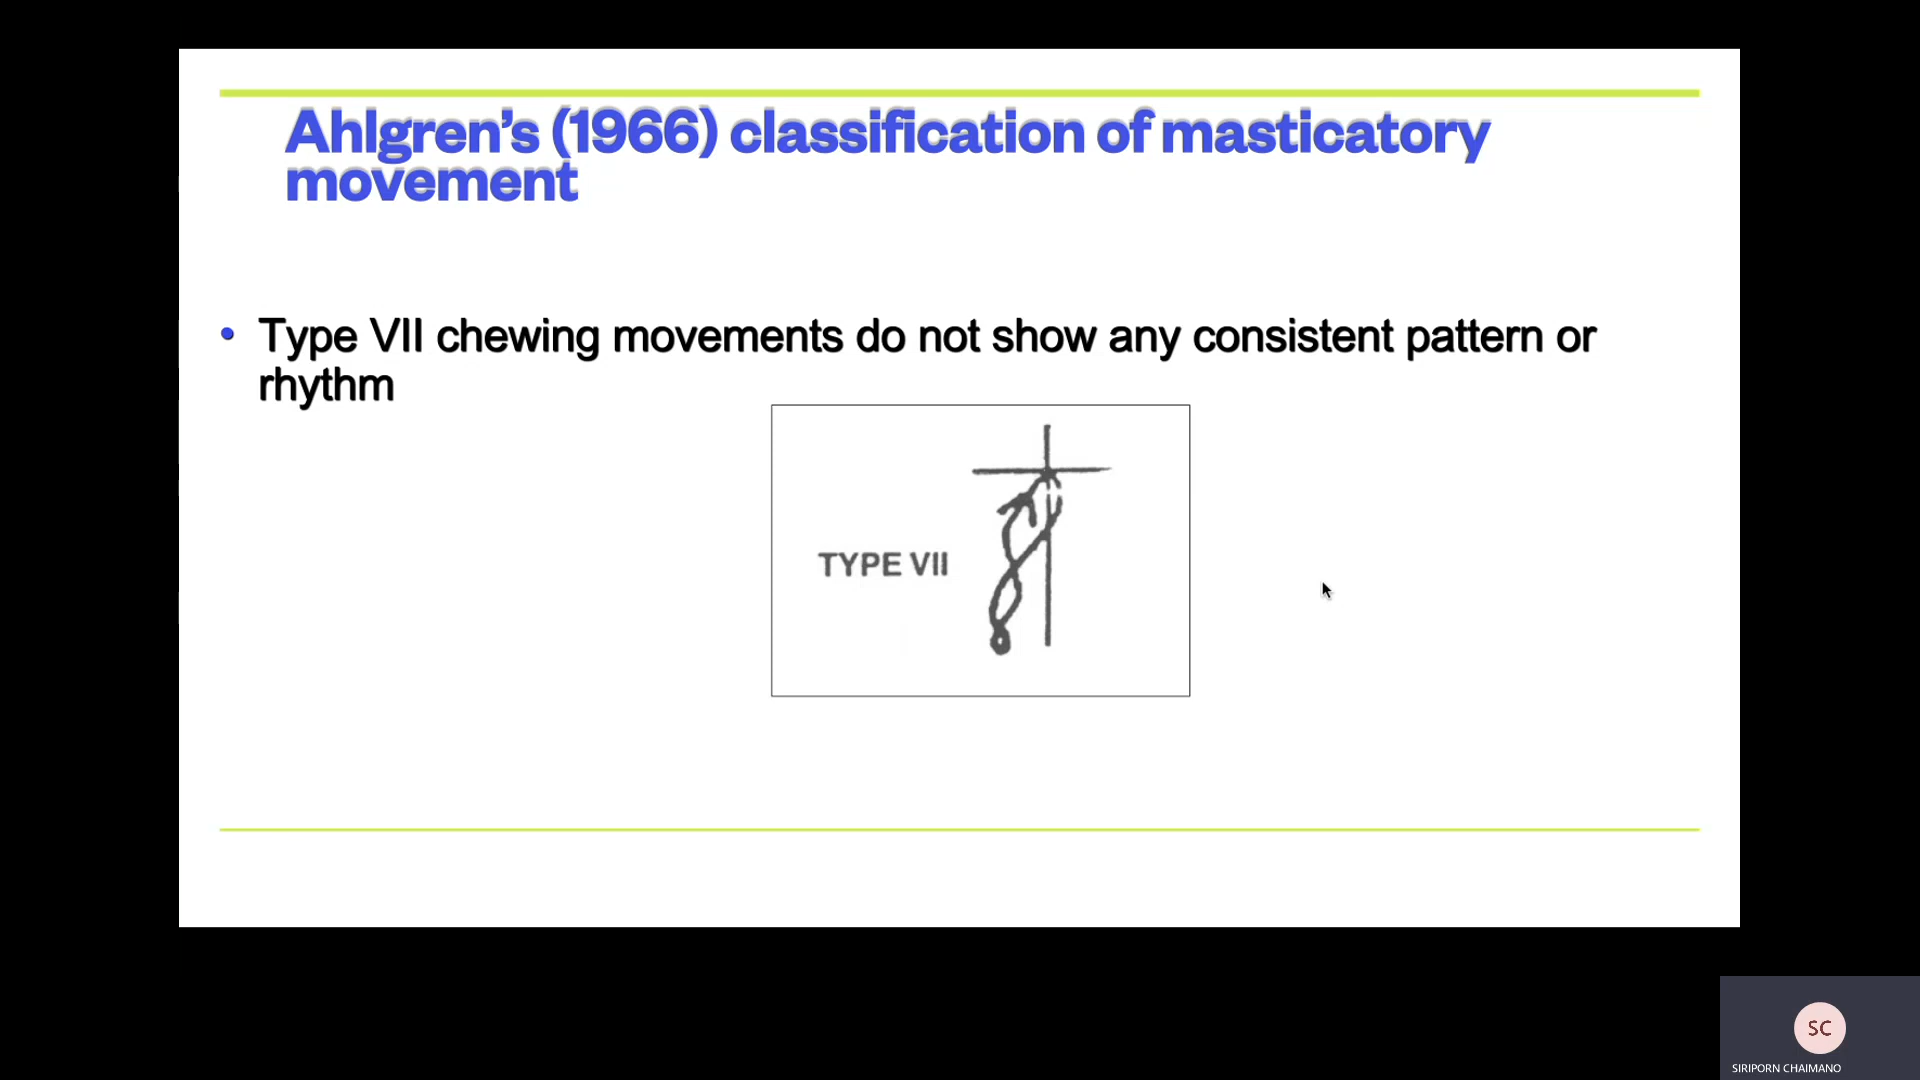 Ahlgren’s (1966) classification of masticatory
movement
• Type VII chewing movements do not show any consistent pattern or
rhythm
TYPE VII
SC
SIRIPORN CHAIMANO